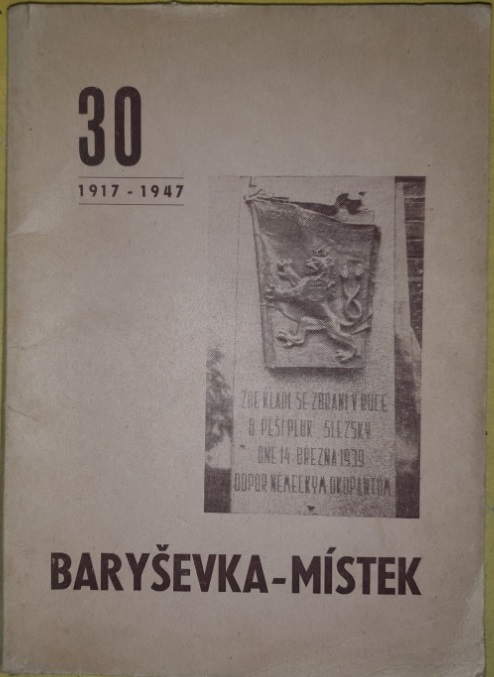 30
1917 - 1947
ZDE KLADL SE ZBRANÍ V RUCE
8 PĚŠÍ PLUK SLEZSKÝ
DNE 14. BŘEZNA 1939
ODPOR NĚMECKÝM OKUPANTŮM
BARYŠEVKA-MÍSTEK